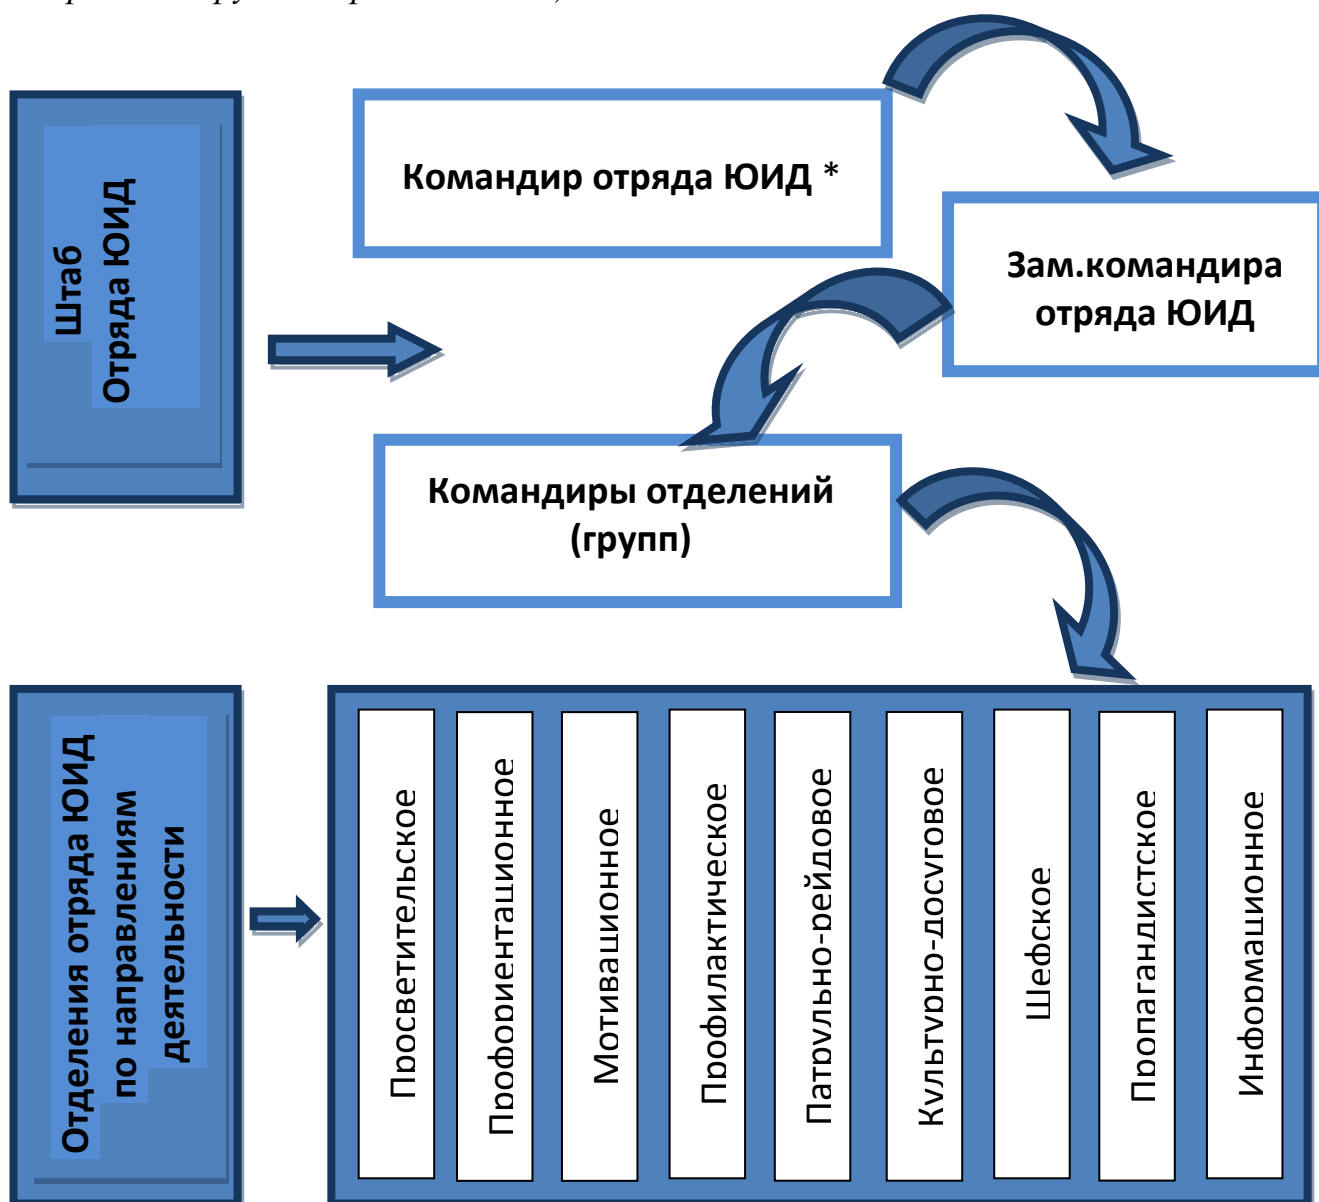 Штаб
Отряда ЮИД
Командир отряда ЮИД *
Зам.командира
отряда ЮИД
Командиры отделений
(групп)
Отделения отряда ЮИД
по направлениям
деятельности
Просветительское
Профориентационное
Мотивационное
Профилактическое
Патрульно-рейдовое
Культурно-досуговое
Шефское
Пропагандистское
Информационное